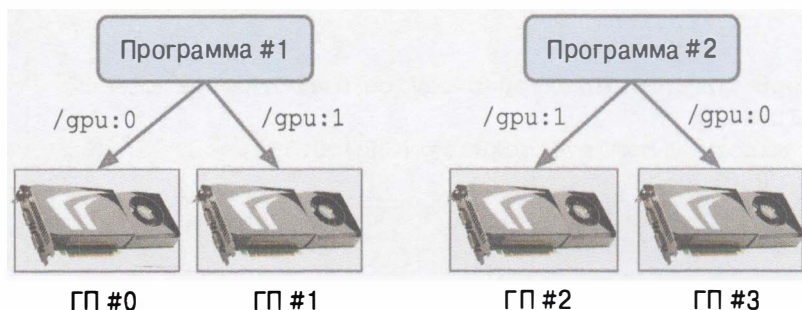 Программа #1
Программа #2
/gpu:0
/gpu:1
/gpu:1
/gpu:0
ГП #0
ГП #1
ГП #2
ГП #3